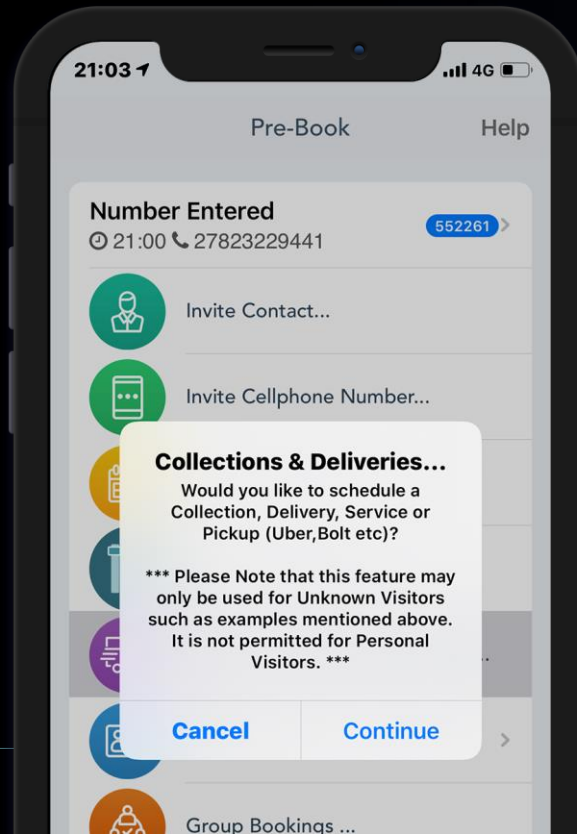 21:03
4G
Pre-Book
Help
Number Entered
552261
21:00 27823229441
Invite Contact...
Invite Cellphone Number...
Collections & Deliveries...
Would you like to schedule a
Collection, Delivery, Service or
Pickup (Uber,Bolt etc)?
*** Please Note that this feature may
only be used for Unknown Visitors
such as examples mentioned above.
It is not permitted for Personal
Visitors. ***
Cancel
Continue
Group Bookings ...